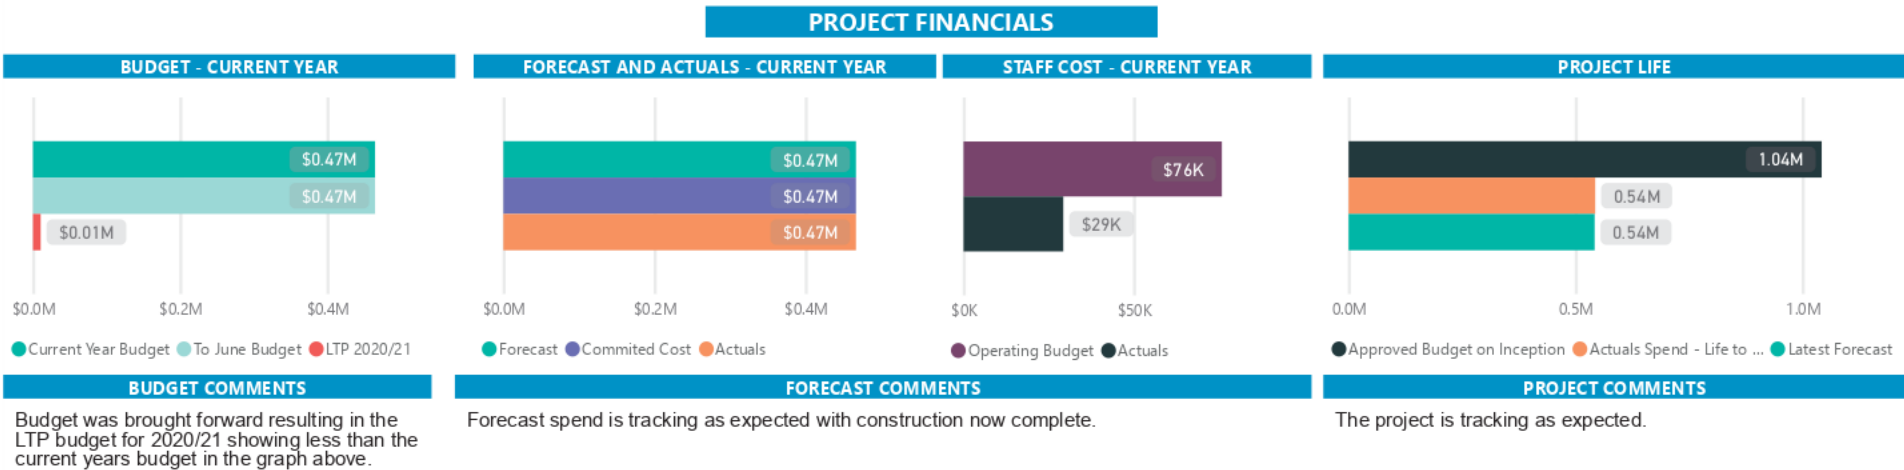 PROJECT FINANCIALS
BUDGET - CURRENT YEAR
$0.47M
$0.47M
$0.01M
$0.0M $0.2M $0.4M
Current Year Budget To June Budget LTP 2020/21
FORECAST AND ACTUALS - CURRENT YEAR
$0.47M
$0.47M
$0.47M
$0.0M $0.2M $0.4M
Forecast Commited Cost Actuals
STAFF COST - CURRENT YEAR
$76K
$29K
$0K $50K
Operating Budget Actuals
PROJECT LIFE
1.04M
0.54M
0.54M
0.0M 0.5M 1.0M
Approved Budget on Inception Actuals Spend - Life to ... Latest Forecast
BUDGET COMMENTS
Budget was brought forward resulting in the
LTP budget for 2020/21 showing less than the
current years budget in the graph above.
FORECAST COMMENTS
Forecast spend is tracking as expected with construction now complete.
PROJECT COMMENTS
The project is tracking as expected.